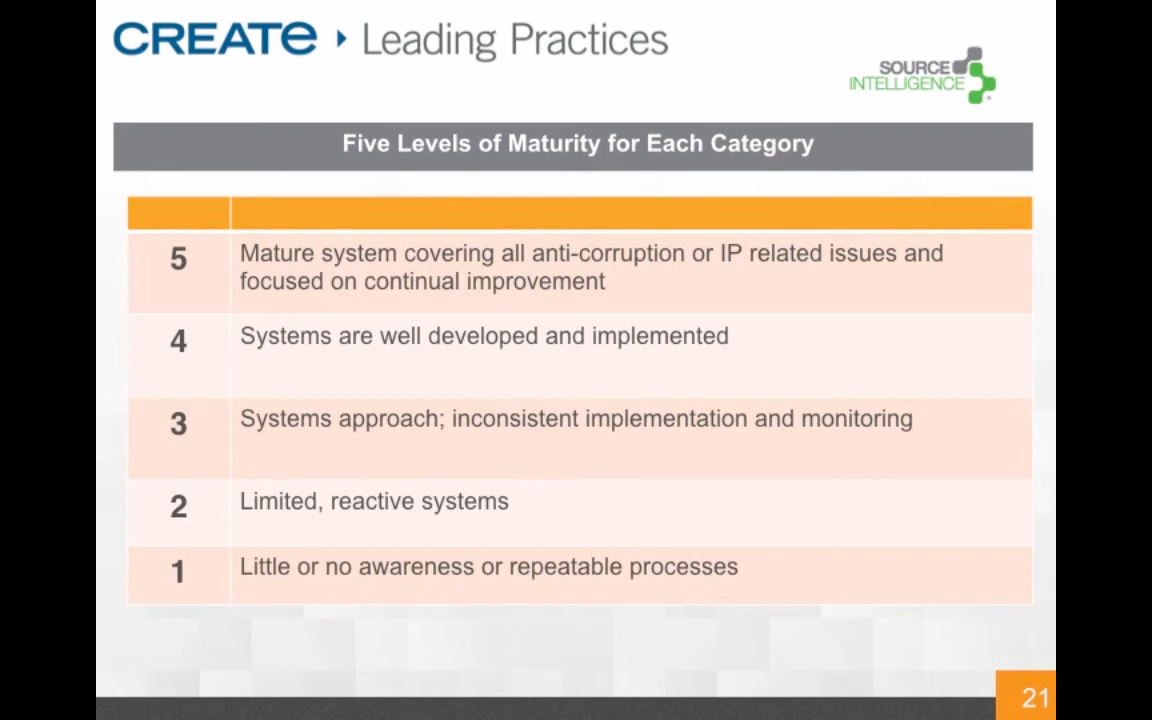 CREATe Leading Practices
SOURCE
INTELLIGENCE
Five Levels of Maturity for Each Category
5 Mature system covering all anti-corruption or IP related issues and
focused on continual improvement
4 Systems are well developed and implemented
3 Systems approach; inconsistent implementation and monitoring
2 Limited, reactive systems
1 Little or no awareness or repeatable processes
21